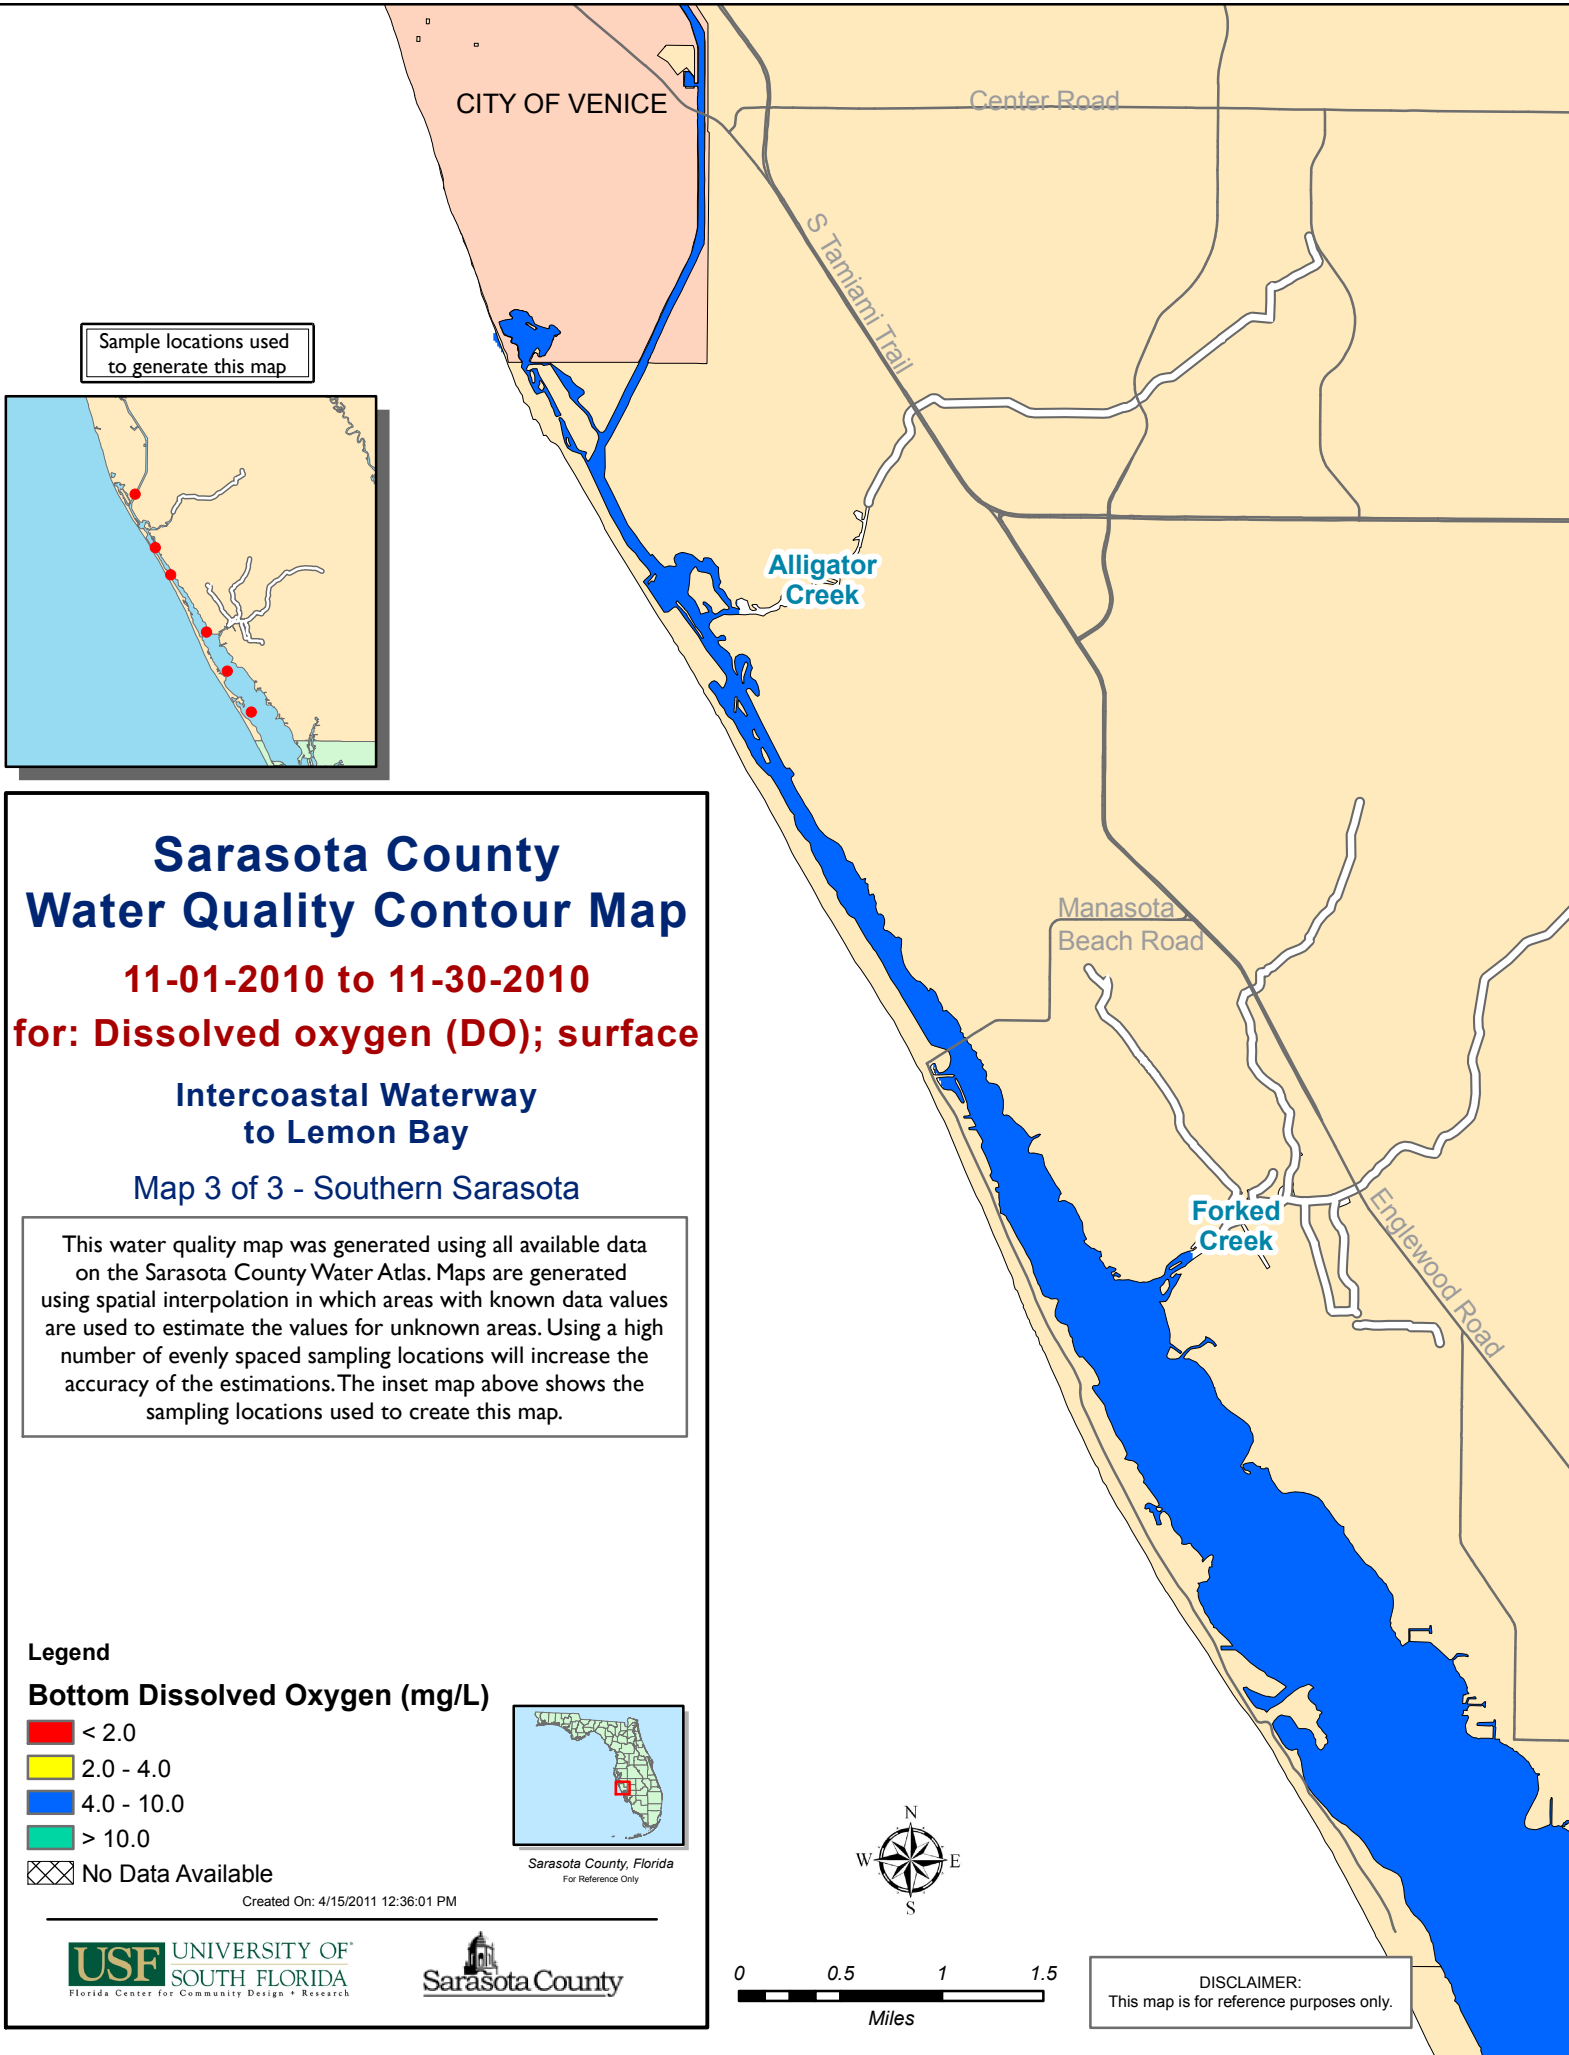 CITY OF VENICE
Center Road
S Tamiami Trail
Sample locations used
to generate this map
Alligator
Creek
Sarasota County
Water Quality Contour Map
11-01-2010 to 11-30-2010
for: Dissolved oxygen (DO); surface
Intercoastal Waterway
to Lemon Bay
Map 3 of 3 - Southern Sarasota
This water quality map was generated using all available data
on the Sarasota County Water Atlas. Maps are generated
using spatial interpolation in which areas with known data values
are used to estimate the values for unknown areas. Using a high
number of evenly spaced sampling locations will increase the
accuracy of the estimations. The inset map above shows the
sampling locations used to create this map.
Manasota
Beach Road
Forked
Creek
Englewood Road
Legend
Bottom Dissolved Oxygen (mg/L)
< 2.0
2.0 - 4.0
4.0 - 10.0
> 10.0
No Data Available
Sarasota County, Florida
For Reference Only
Created On: 4/15/2011 12:36:01 PM
USF UNIVERSITY OF
SOUTH FLORIDA
Florida Center for Community Design + Research
Sarasota County
N
W E
S
0 0.5 1 1.5
Miles
DISCLAIMER:
This map is for reference purposes only.